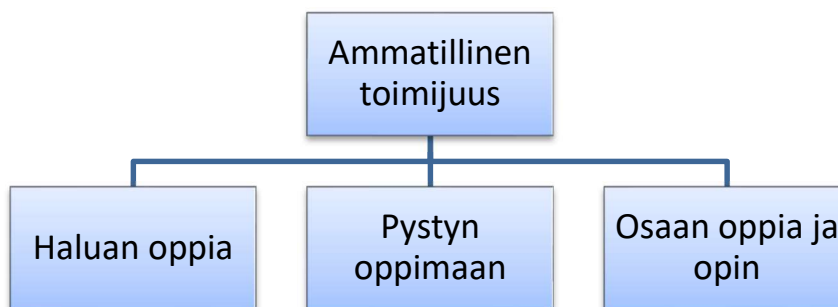 Ammatillinen
toimijuus
Haluan oppia
Pystyn
oppimaan
Osaan oppia ja
opin